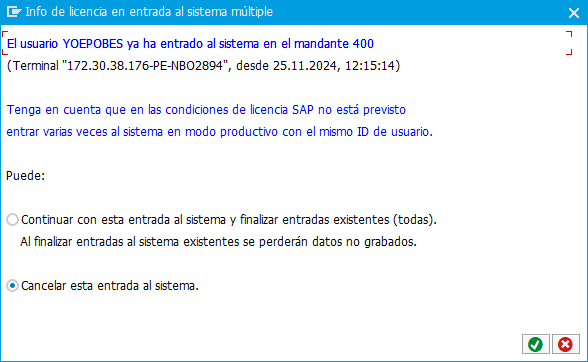 Info de licencia en entrada al sistema múltiple
El usuario YOEPOBES ya ha entrado al sistema en el mandante 400
(Terminal "172.30.38.176-PE-NBO2894", desde 25.11.2024, 12:15:14)
Tenga en cuenta que en las condiciones de licencia SAP no está previsto
entrar varias veces al sistema en modo productivo con el mismo ID de usuario.
Puede:
Continuar con esta entrada al sistema y finalizar entradas existentes (todas).
Al finalizar entradas al sistema existentes se perderán datos no grabados.
Cancelar esta entrada al sistema.